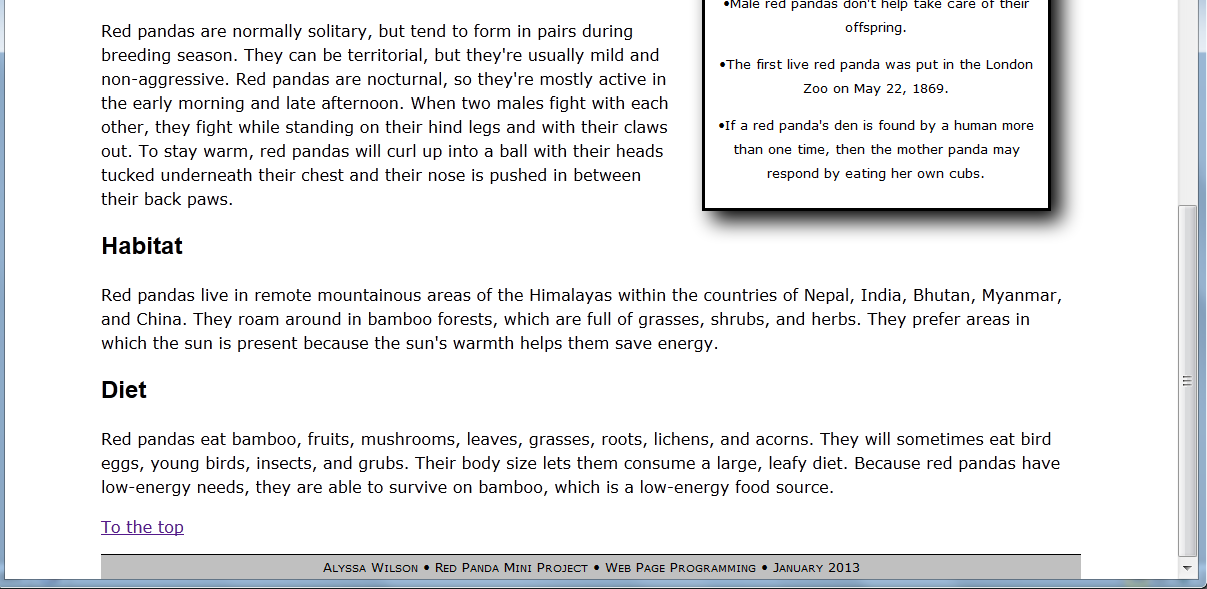 Red pandas are normally solitary, but tend to form in pairs during
breeding season. They can be territorial, but they're usually mild and
non-aggressive. Red pandas are nocturnal, so they're mostly active in
the early morning and late afternoon. When two males fight with each
other, they fight while standing on their hind legs and with their claws
out. To stay warm, red pandas will curl up into a ball with their heads
tucked underneath their chest and their nose is pushed in between
their back paws.
•Male red pandas don't help take care of their
offspring.
•The first live red panda was put in the London
Zoo on May 22, 1869.
•If a red panda's den is found by a human more
than one time, then the mother panda may
respond by eating her own cubs.
Habitat
Red pandas live in remote mountainous areas of the Himalayas within the countries of Nepal, India, Bhutan, Myanmar,
and China. They roam around in bamboo forests, which are full of grasses, shrubs, and herbs. They prefer areas in
which the sun is present because the sun's warmth helps them save energy.
Diet
Red pandas eat bamboo, fruits, mushrooms, leaves, grasses, roots, lichens, and acorns. They will sometimes eat bird
eggs, young birds, insects, and grubs. Their body size lets them consume a large, leafy diet. Because red pandas have
low-energy needs, they are able to survive on bamboo, which is a low-energy food source.
To the top
Alyssa Wilson • Red Panda Mini Project • Web Page Programming • January 2013